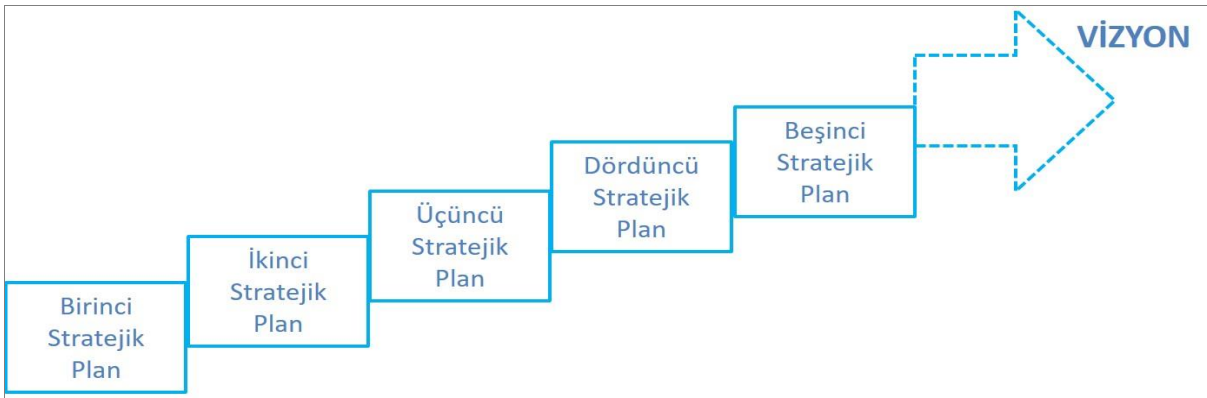 Birinci
Stratejik
Plan
İkinci
Stratejik
Plan
Üçüncü
Stratejik
Plan
Dördüncü
Stratejik
Plan
Beşinci
Stratejik
Plan
VİZYON